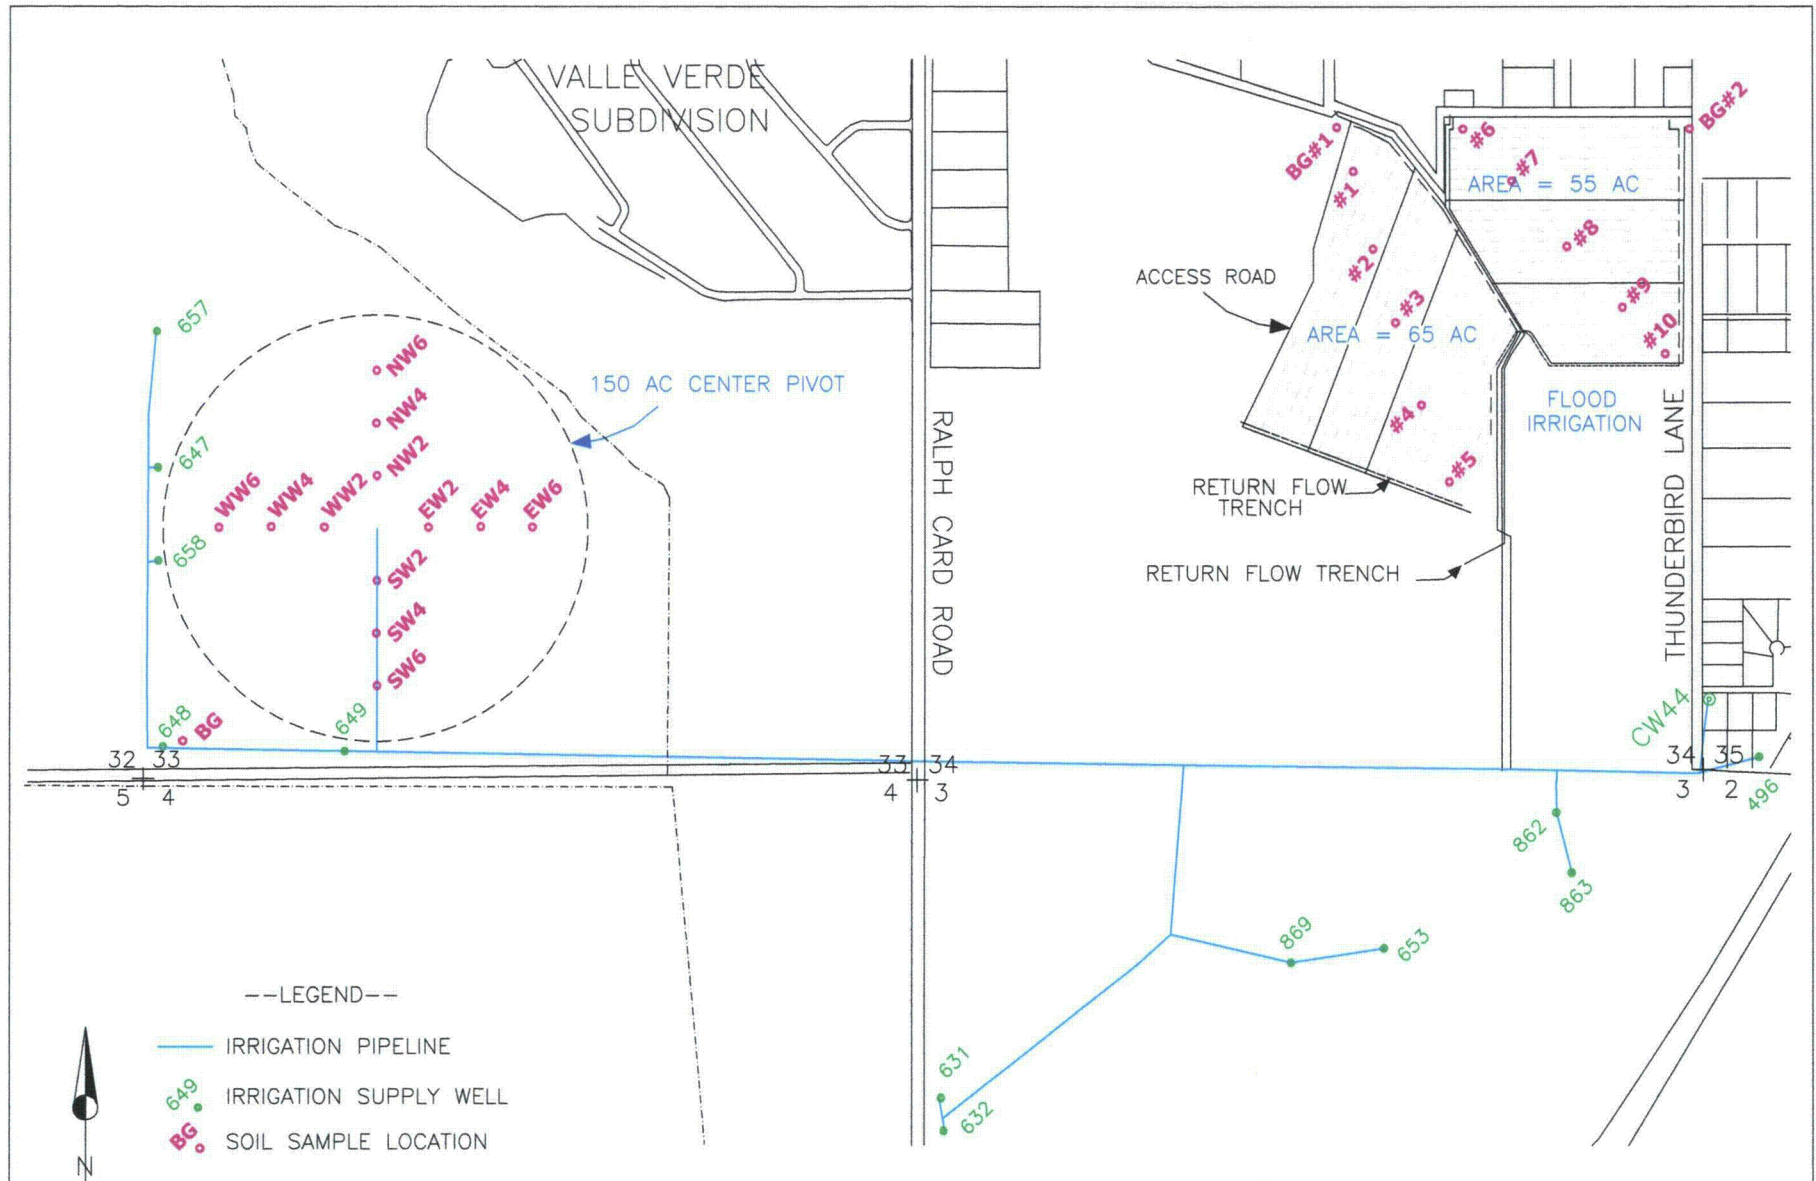 VALLE VERDE
SUBDIVISION
BG#1
#1
#2
#3
#4
#5
#6
#7
#8
#9
#10
BG#2
AREA = 55 AC
AREA = 65 AC
ACCESS ROAD
FLOOD
IRRIGATION
RETURN FLOW
TRENCH
RETURN FLOW TRENCH
THUNDERBIRD LANE
RALPH CARD ROAD
150 AC CENTER PIVOT
657
647
658
648
649
NW6
NW4
NW2
WW6
WW4
WW2
EW2
EW4
EW6
SW2
SW4
SW6
BG
32 33
5 4
33 34
4 3
34 35
3 2
CW44
496
862
863
869
653
631
632
--LEGEND--
IRRIGATION PIPELINE
649 IRRIGATION SUPPLY WELL
BG SOIL SAMPLE LOCATION
N